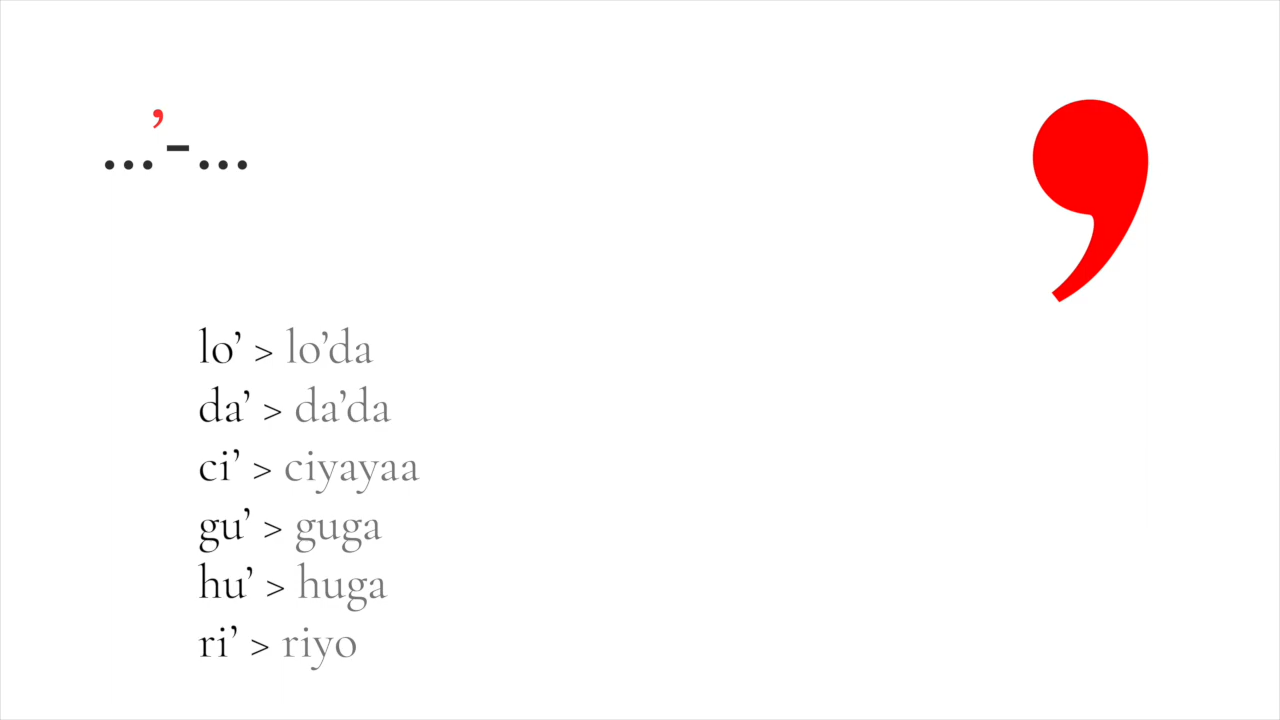 ...’-...
’
lo’ > lo’da
da’ > da’da
ci’ > ciyayaa
gu’ > guga
hu’ > huga
ri’ > riyo